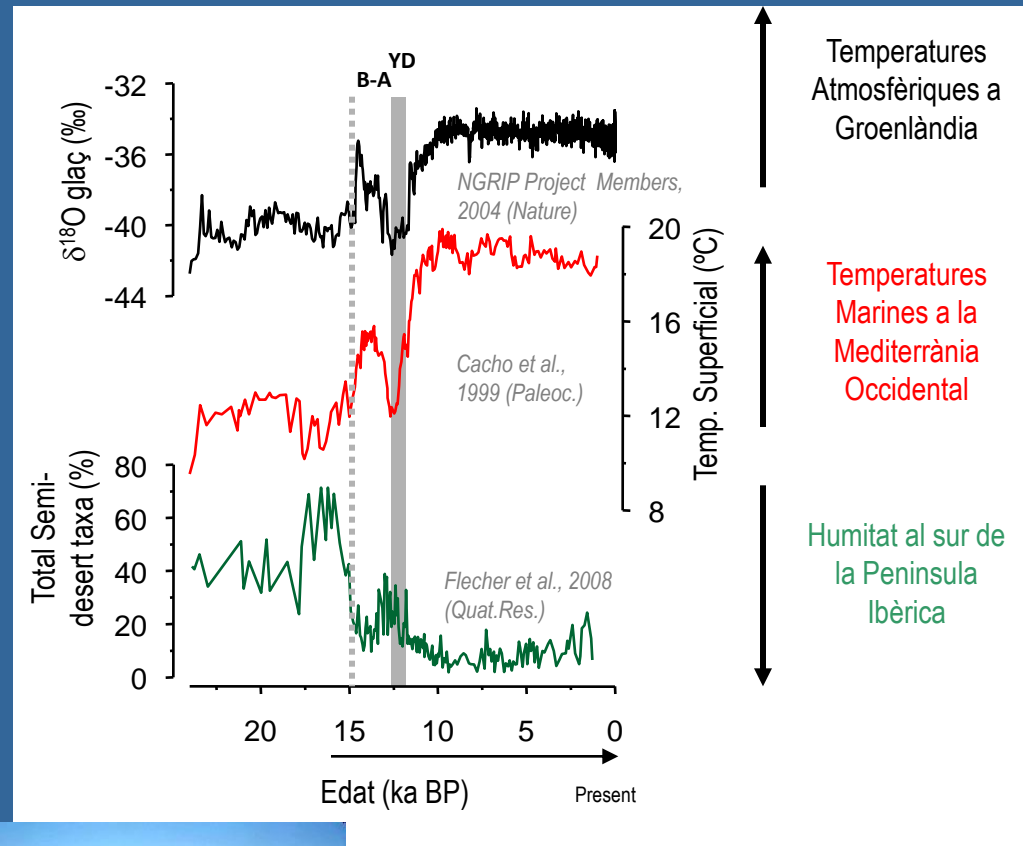 YD
B-A
-32
-36
-40
-44
δ18O glaç (‰)
NGRIP Project Members,
2004 (Nature)
20
16
12
8
Temp. Superficial (ºC)
Cacho et al.,
1999 (Paleoc.)
80
60
40
20
0
Total Semi-
desert taxa (%)
Flecher et al., 2008
(Quat.Res.)
20
15
10
5
0
Edat (ka BP)
Present
Temperatures
Atmosfèriques a
Groenlàndia
Temperatures
Marines a la
Mediterrània
Occidental
Humitat al sur de
la Peninsula
Ibèrica